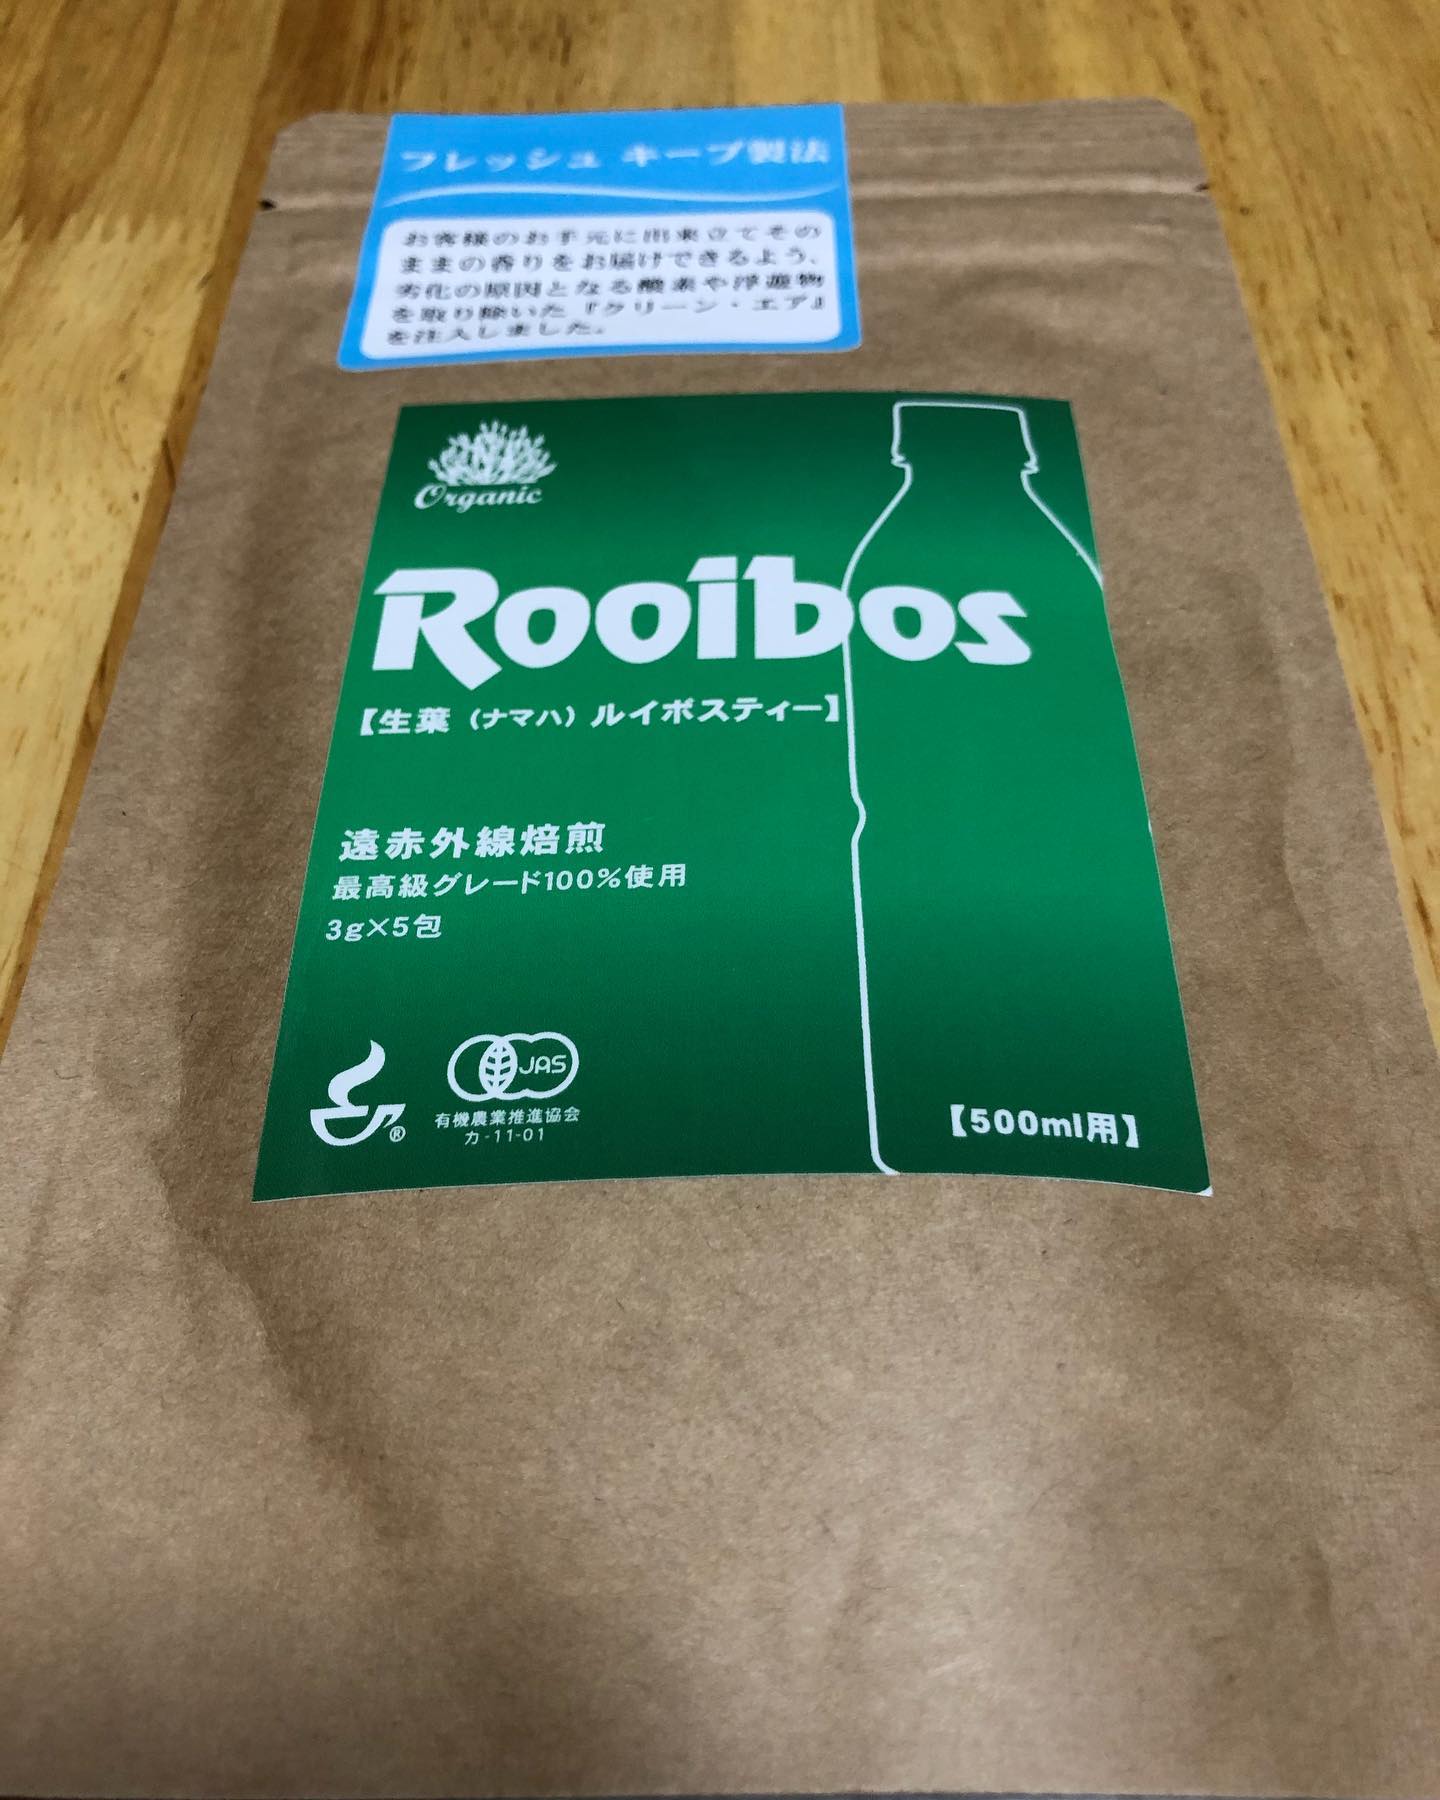 フレッシュ キープ製法
お客様のお手元に出来立てその
ままの香りをお届けできるよう、
劣化の原因となる酸素や浮遊物
を取り除いた『クリーン・エア』
を注入しました。
Organic
Rooibos
【生葉（ナマハ）ルイボスティー】
遠赤外線焙煎
最高級グレード100%使用
3g×5包
®
JAS
有機農業推進協会
カ-11-01
【500ml用】